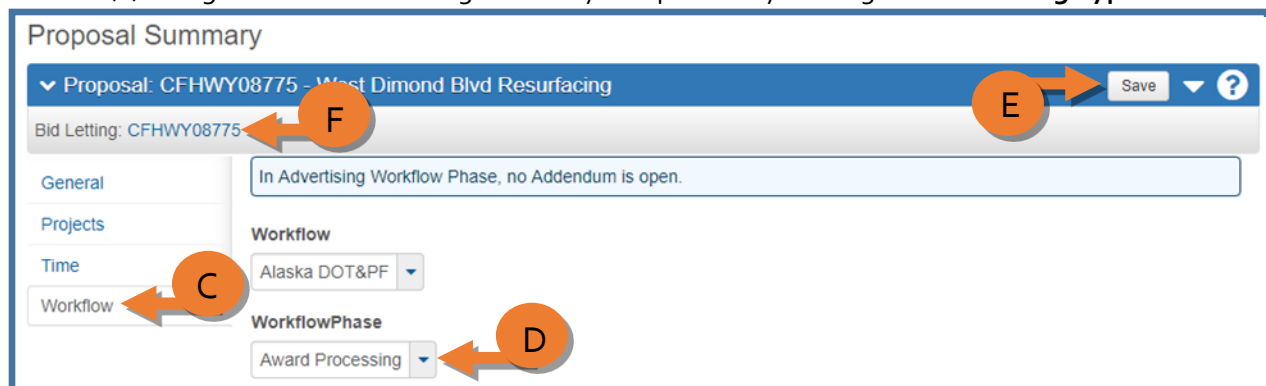 Proposal Summary
Proposal: CFHWY08775 - West Dimond Blvd Resurfacing
E
Save
?
Bid Letting: CFHWY08775
F
General
In Advertising Workflow Phase, no Addendum is open.
Projects
Workflow
Time
Alaska DOT&PF
C
Workflow
WorkflowPhase
D
Award Processing